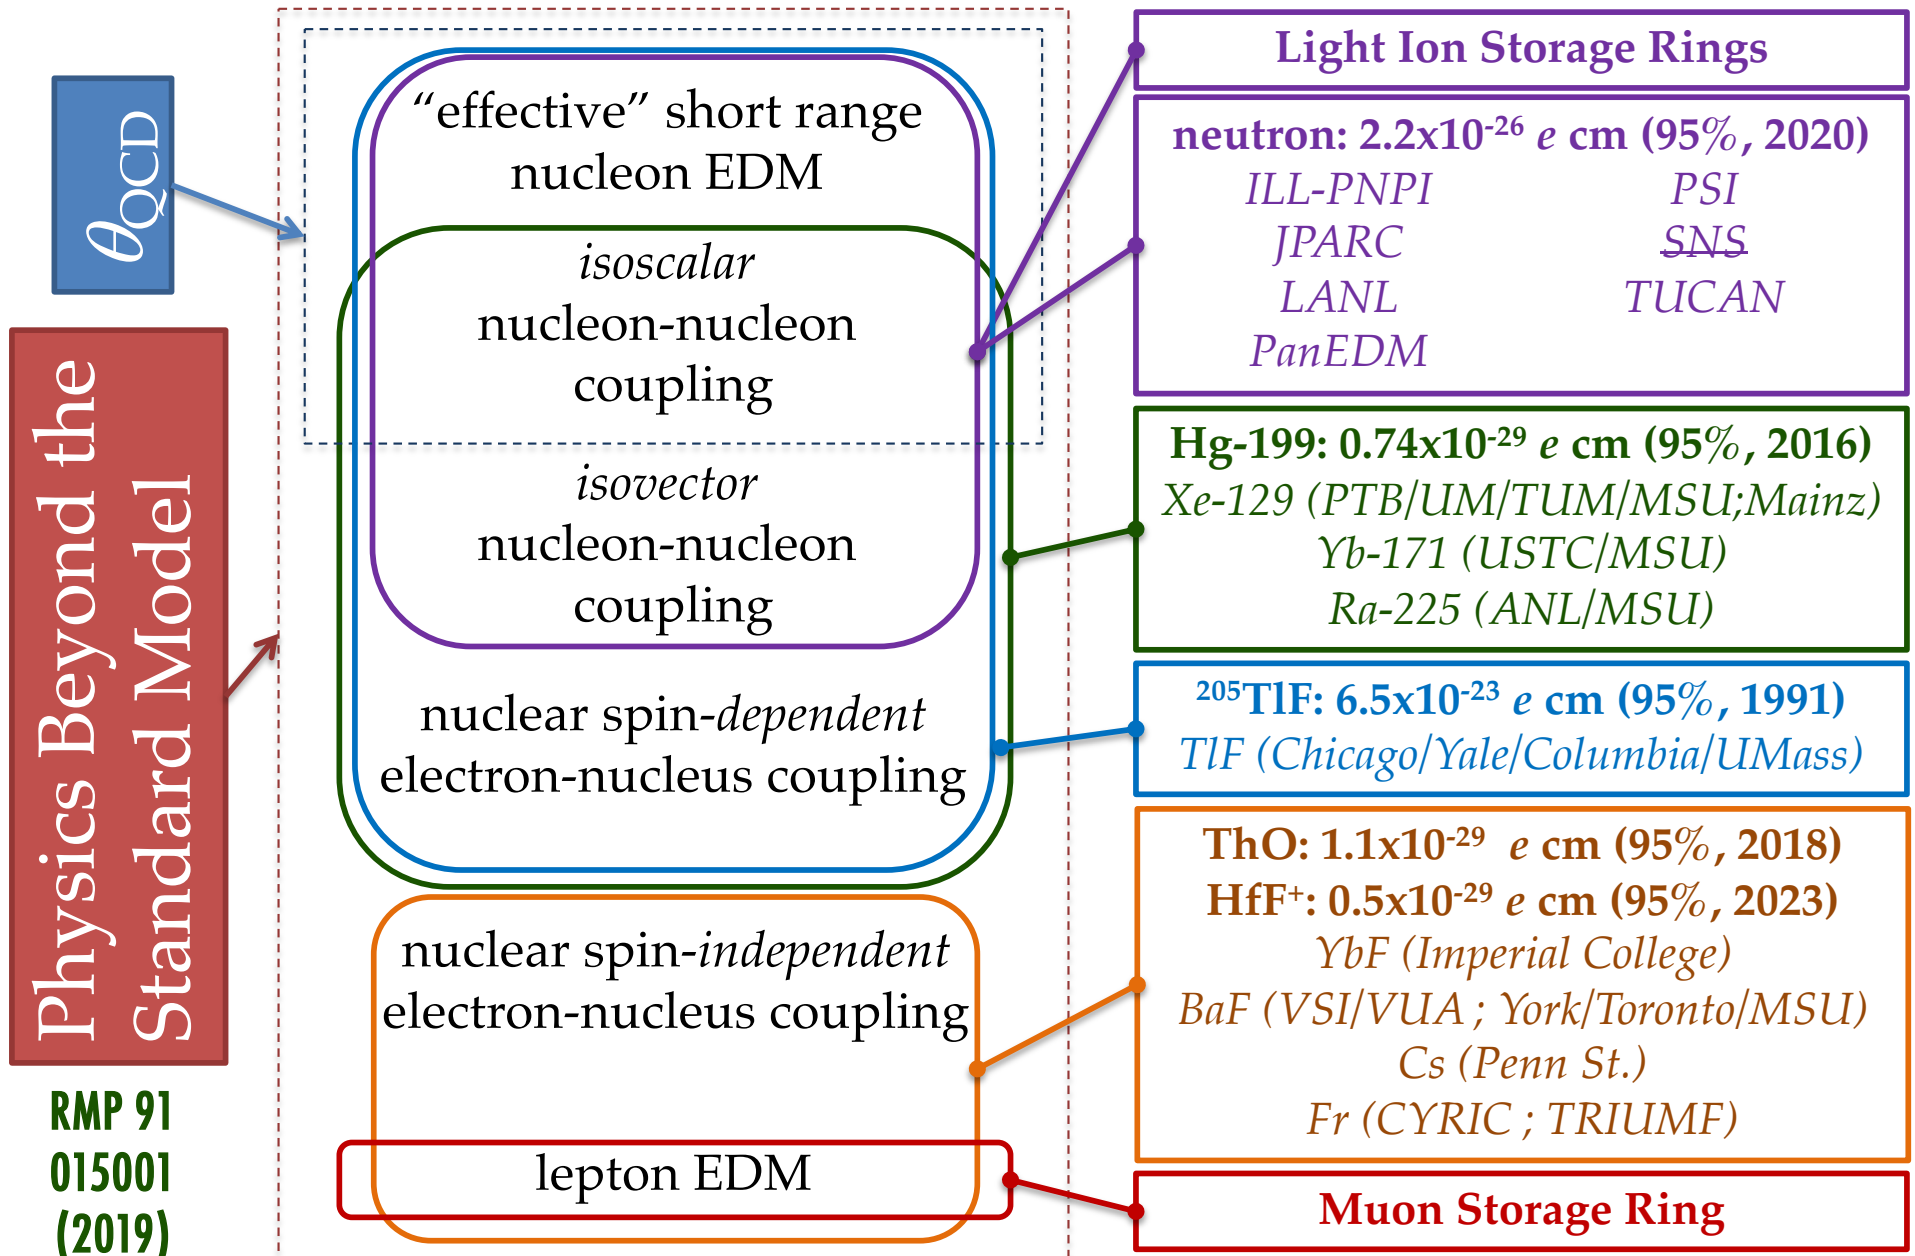 θQCD
Physics Beyond the
Standard Model
RMP 91
015001
(2019)
“effective” short range
nucleon EDM
isoscalar
nucleon-nucleon
coupling
isovector
nucleon-nucleon
coupling
nuclear spin-dependent
electron-nucleus coupling
nuclear spin-independent
electron-nucleus coupling
lepton EDM
Light Ion Storage Rings
neutron: 2.2x10⁻²⁶ e cm (95%, 2020)
ILL-PNPI PSI
JPARC SNS
LANL TUCAN
PanEDM
Hg-199: 0.74x10⁻²⁹ e cm (95%, 2016)
Xe-129 (PTB/UM/TUM/MSU;Mainz)
Yb-171 (USTC/MSU)
Ra-225 (ANL/MSU)
²⁰⁵TlF: 6.5x10⁻²³ e cm (95%, 1991)
TlF (Chicago/Yale/Columbia/UMass)
ThO: 1.1x10⁻²⁹ e cm (95%, 2018)
HfF⁺: 0.5x10⁻²⁹ e cm (95%, 2023)
YbF (Imperial College)
BaF (VSI/VUA ; York/Toronto/MSU)
Cs (Penn St.)
Fr (CYRIC ; TRIUMF)
Muon Storage Ring